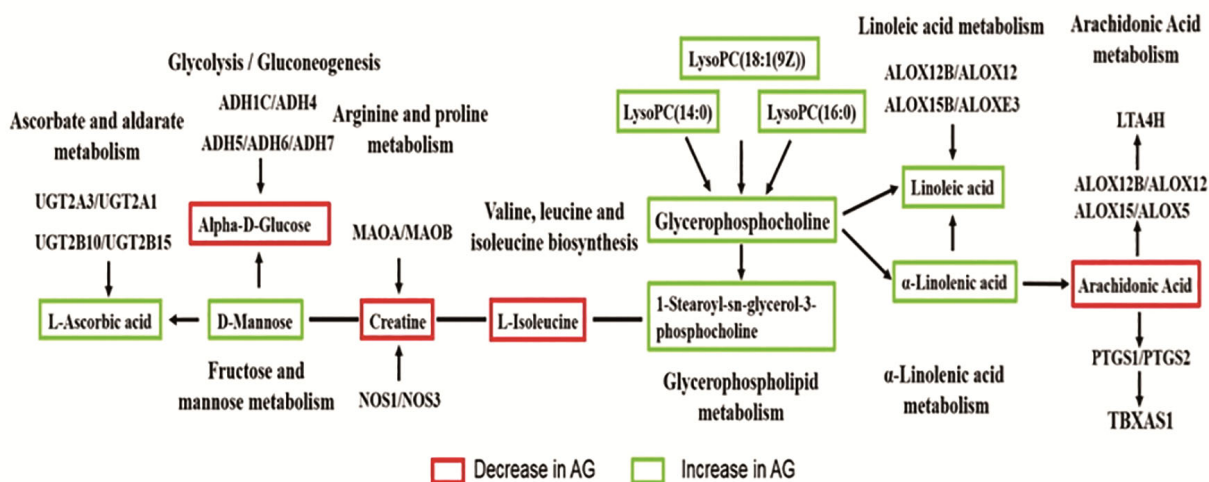 Glycolysis / Gluconeogenesis
ADH1C/ADH4
ADH5/ADH6/ADH7
Ascorbate and aldarate
metabolism
UGT2A3/UGT2A1
UGT2B10/UGT2B15
Alpha-D-Glucose
L-Ascorbic acid
D-Mannose
Fructose and
mannose metabolism
Arginine and proline
metabolism
MAOA/MAOB
Creatine
NOS1/NOS3
Valine, leucine and
isoleucine biosynthesis
L-Isoleucine
LysoPC(18:1(9Z))
LysoPC(14:0)
LysoPC(16:0)
Glycerophosphocholine
1-Stearoyl-sn-glycerol-3-
phosphocholine
Glycerophospholipid
metabolism
Linoleic acid metabolism
ALOX12B/ALOX12
ALOX15B/ALOXE3
Linoleic acid
α-Linolenic acid
α-Linolenic acid
metabolism
Arachidonic Acid
metabolism
LTA4H
ALOX12B/ALOX12
ALOX15/ALOX5
Arachidonic Acid
PTGS1/PTGS2
TBXAS1
Decrease in AG
Increase in AG